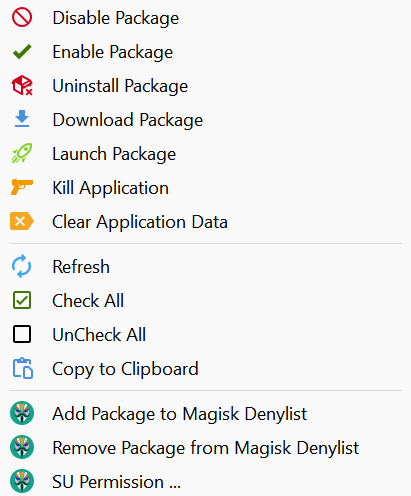 Disable Package
Enable Package
Uninstall Package
Download Package
Launch Package
Kill Application
Clear Application Data
Refresh
Check All
UnCheck All
Copy to Clipboard
Add Package to Magisk Denylist
Remove Package from Magisk Denylist
SU Permission ...